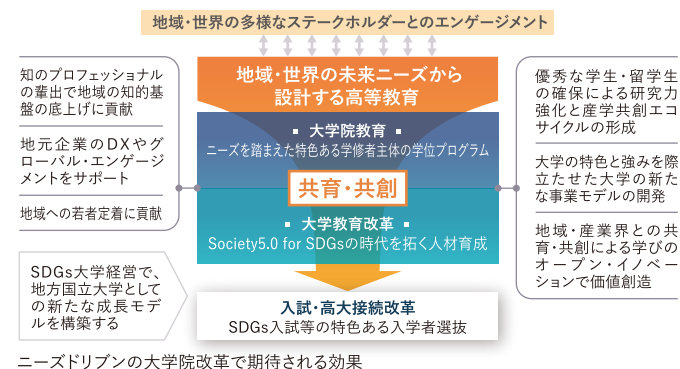 地域・世界の多様なステークホルダーとのエンゲージメント
知のプロフェッショナル
の輩出で地域の知的基
盤の底上げに貢献
地元企業のDXやグ
ローバル・エンゲージ
メントをサポート
地域への若者定着に貢献
SDGs大学経営で、
地方国立大学として
の新たな成長モデ
ルを構築する
地域・世界の未来ニーズから
設計する高等教育
大学院教育
ニーズを踏まえた特色ある学修者主体の学位プログラム
共育・共創
大学教育改革
Society5.0 for SDGsの時代を拓く人材育成
入試・高大接続改革
SDGs入試等の特色ある入学者選抜
優秀な学生・留学生
の確保による研究力
強化と産学共創エコ
サイクルの形成
大学の特色と強みを際
立たせた大学の新た
な事業モデルの開発
地域・産業界との共
育・共創による学びの
オープン・イノベー
ションで価値創造
ニーズドリブンの大学院改革で期待される効果